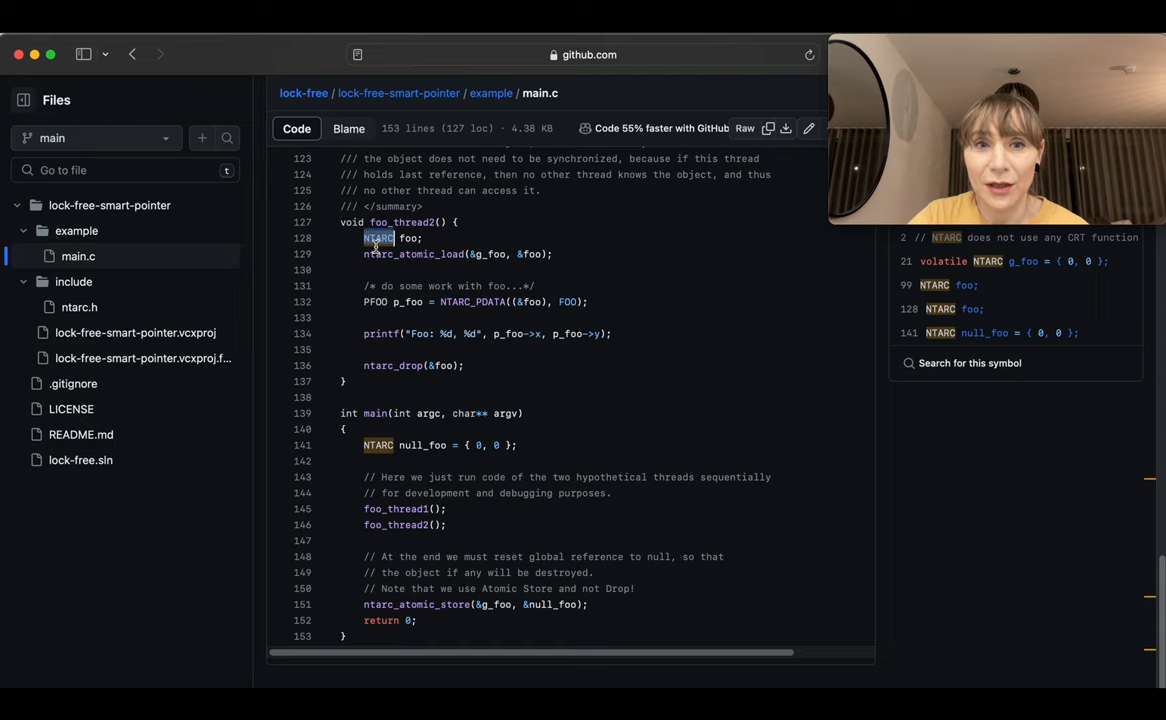 github.com
Files
main
Go to file
t
lock-free-smart-pointer
example
main.c
include
ntarc.h
lock-free-smart-pointer.vcxproj
lock-free-smart-pointer.vcxproj.f...
.gitignore
LICENSE
README.md
lock-free.sln
lock-free / lock-free-smart-pointer / example / main.c
Code Blame 153 lines (127 loc) · 4.38 KB Code 55% faster with GitHub Raw
123 /// the object does not need to be synchronized, because if this thread
124 /// holds last reference, then no other thread knows the object, and thus
125 /// no other thread can access it.
126 /// </summary>
127 void foo_thread2() {
128 NTARC foo;
129 ntarc_atomic_load(&g_foo, &foo);
130
131 /* do some work with foo...*/
132 PFOO p_foo = NTARC_PDATA((&foo), FOO);
133
134 printf("Foo: %d, %d", p_foo->x, p_foo->y);
135
136 ntarc_drop(&foo);
137 }
138
139 int main(int argc, char** argv)
140 {
141 NTARC null_foo = { 0, 0 };
142
143 // Here we just run code of the two hypothetical threads sequentially
144 // for development and debugging purposes.
145 foo_thread1();
146 foo_thread2();
147
148 // At the end we must reset global reference to null, so that
149 // the object if any will be destroyed.
150 // Note that we use Atomic Store and not Drop!
151 ntarc_atomic_store(&g_foo, &null_foo);
152 return 0;
153 }
2 // NTARC does not use any CRT function
21 volatile NTARC g_foo = { 0, 0 };
99 NTARC foo;
128 NTARC foo;
141 NTARC null_foo = { 0, 0 };
Search for this symbol